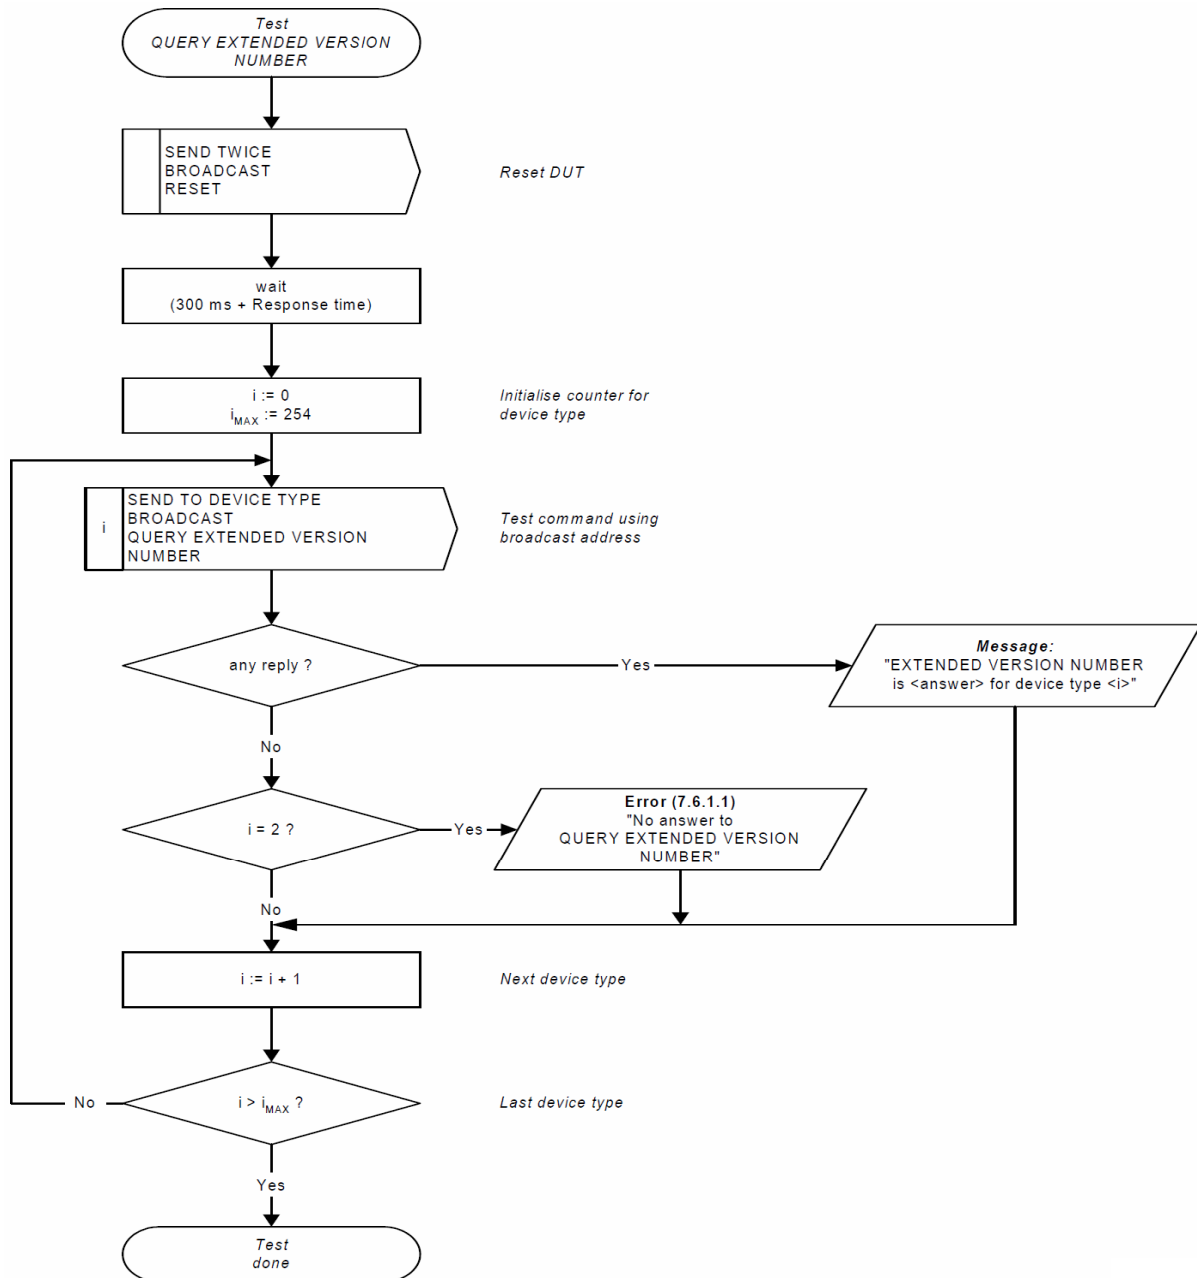 Test
QUERY EXTENDED VERSION
NUMBER
SEND TWICE
BROADCAST
RESET
Reset DUT
wait
(300 ms + Response time)
i := 0
iMAX := 254
Initialise counter for
device type
i
SEND TO DEVICE TYPE
BROADCAST
QUERY EXTENDED VERSION
NUMBER
Test command using
broadcast address
any reply ?
Yes
Message:
"EXTENDED VERSION NUMBER
is <answer> for device type <i>"
No
i = 2 ?
Yes
Error (7.6.1.1)
"No answer to
QUERY EXTENDED VERSION
NUMBER"
No
i := i + 1
Next device type
No
i > iMAX ?
Last device type
Yes
Test
done